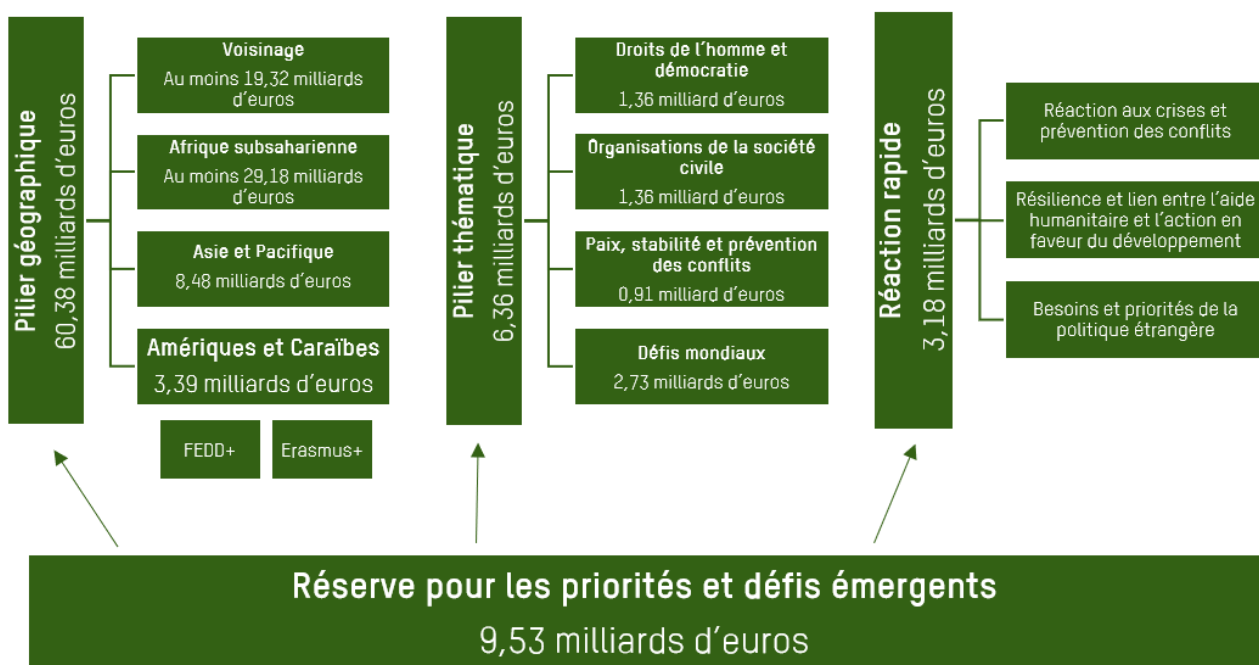 Pilier géographique
60,38 milliards d'euros
Voisinage
Au moins 19,32 milliards
d'euros
Afrique subsaharienne
Au moins 29,18 milliards
d'euros
Asie et Pacifique
8,48 milliards d'euros
Amériques et Caraïbes
3,39 milliards d'euros
FEDD+
Erasmus+
Pilier thématique
6,36 milliards d'euros
Droits de l'homme et
démocratie
1,36 milliard d'euros
Organisations de la société
civile
1,36 milliard d'euros
Paix, stabilité et prévention
des conflits
0,91 milliard d'euros
Défis mondiaux
2,73 milliards d'euros
Réaction rapide
3,18 milliards d'euros
Réaction aux crises et
prévention des conflits
Résilience et lien entre l'aide
humanitaire et l'action en
faveur du développement
Besoins et priorités de la
politique étrangère
Réserve pour les priorités et défis émergents
9,53 milliards d'euros